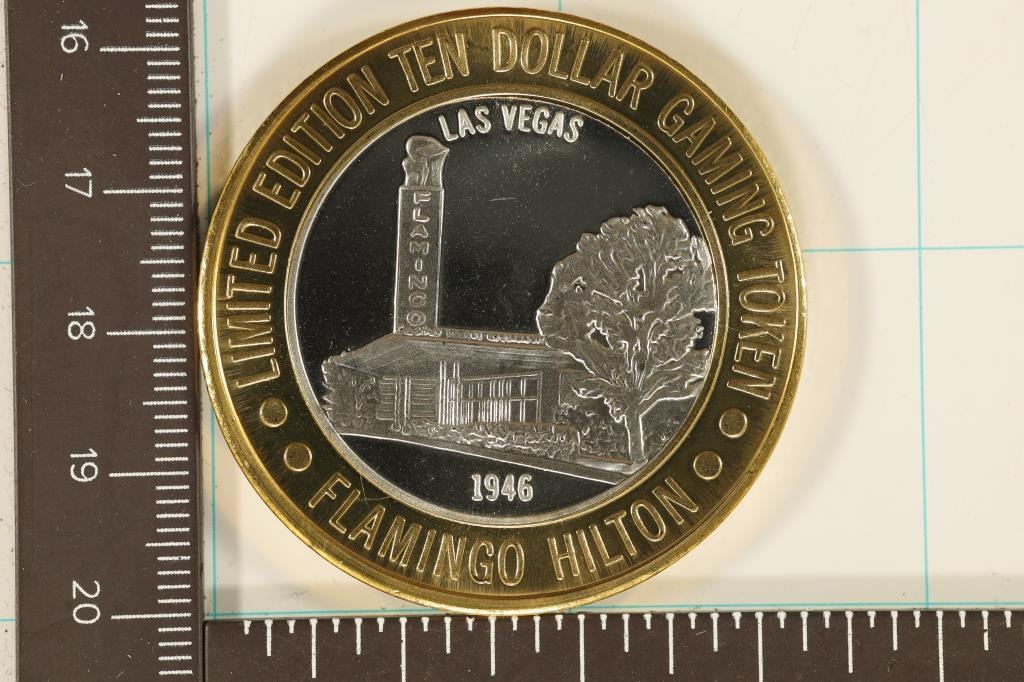 LIMITED EDITION TEN DOLLAR GAMING TOKEN
LAS VEGAS
FLAMINGO
1946
FLAMINGO HILTON
16
17
18
19
20